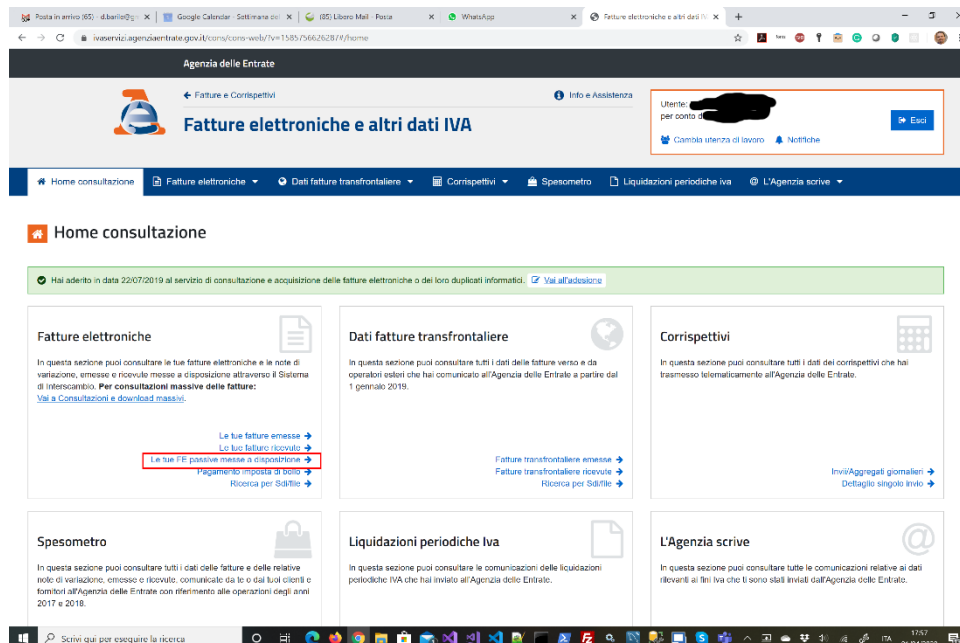 Posta in arrivo (65) - d.barilo@g
Google Calendar - Settimana de
(85) Libero Mail - Posta
WhatsApp
Fatture elettroniche e altri dati I
ivaservizi.agenziaentrate.gov.it/cons/cons-web/?v=1585756626287#/home
Agenzia delle Entrate
Fatture e Corrispettivi
Info e Assistenza
Fatture elettroniche e altri dati IVA
Utente:
per conto d
Esci
Cambia utenza di lavoro
Notifiche
Home consultazione
Fatture elettroniche
Dati fatture transfrontaliere
Corrispettivi
Spesometro
Liquidazioni periodiche iva
L'Agenzia scrive
Home consultazione
Hai aderito in data 22/07/2019 al servizio di consultazione e acquisizione delle fatture elettroniche o dei loro duplicati informatici. Vai all'adesione
Fatture elettroniche
In questa sezione puoi consultare le tue fatture elettroniche e le note di
variazione, emesse e ricevute messe a disposizione attraverso il Sistema
di Interscambio. Per consultazioni massive delle fatture:
Vai a Consultazioni e download massivi.
Le tue fatture emesse
Le tue fatture ricevute
Le tue FE passive messe a disposizione
Pagamento imposta di bollo
Ricerca per Sdi/file
Dati fatture transfrontaliere
In questa sezione puoi consultare tutti i dati delle fatture verso e da
operatori esteri che hai comunicato all'Agenzia delle Entrate a partire dal
1 gennaio 2019.
Fatture transfrontaliere emesse
Fatture transfrontaliere ricevute
Ricerca per Sdi/file
Corrispettivi
In questa sezione puoi consultare tutti i dati dei corrispettivi che hai
trasmesso telematicamente all'Agenzia delle Entrate.
Invii/Aggregati giornalieri
Dettaglio singolo invio
Spesometro
In questa sezione puoi consultare tutti i dati delle fatture e delle relative
note di variazione, emesse e ricevute, comunicate da te o dai tuoi clienti e
fornitori all'Agenzia delle Entrate con riferimento alle operazioni degli anni
2017 e 2018.
Liquidazioni periodiche Iva
In questa sezione puoi consultare le comunicazioni delle liquidazioni
periodiche IVA che hai inviato all'Agenzia delle Entrate.
L'Agenzia scrive
In questa sezione puoi consultare tutte le comunicazioni relative ai dati
rilevanti ai fini Iva che ti sono stati inviati dall'Agenzia delle Entrate.
Scrivi qui per eseguire la ricerca
ITA
17:57